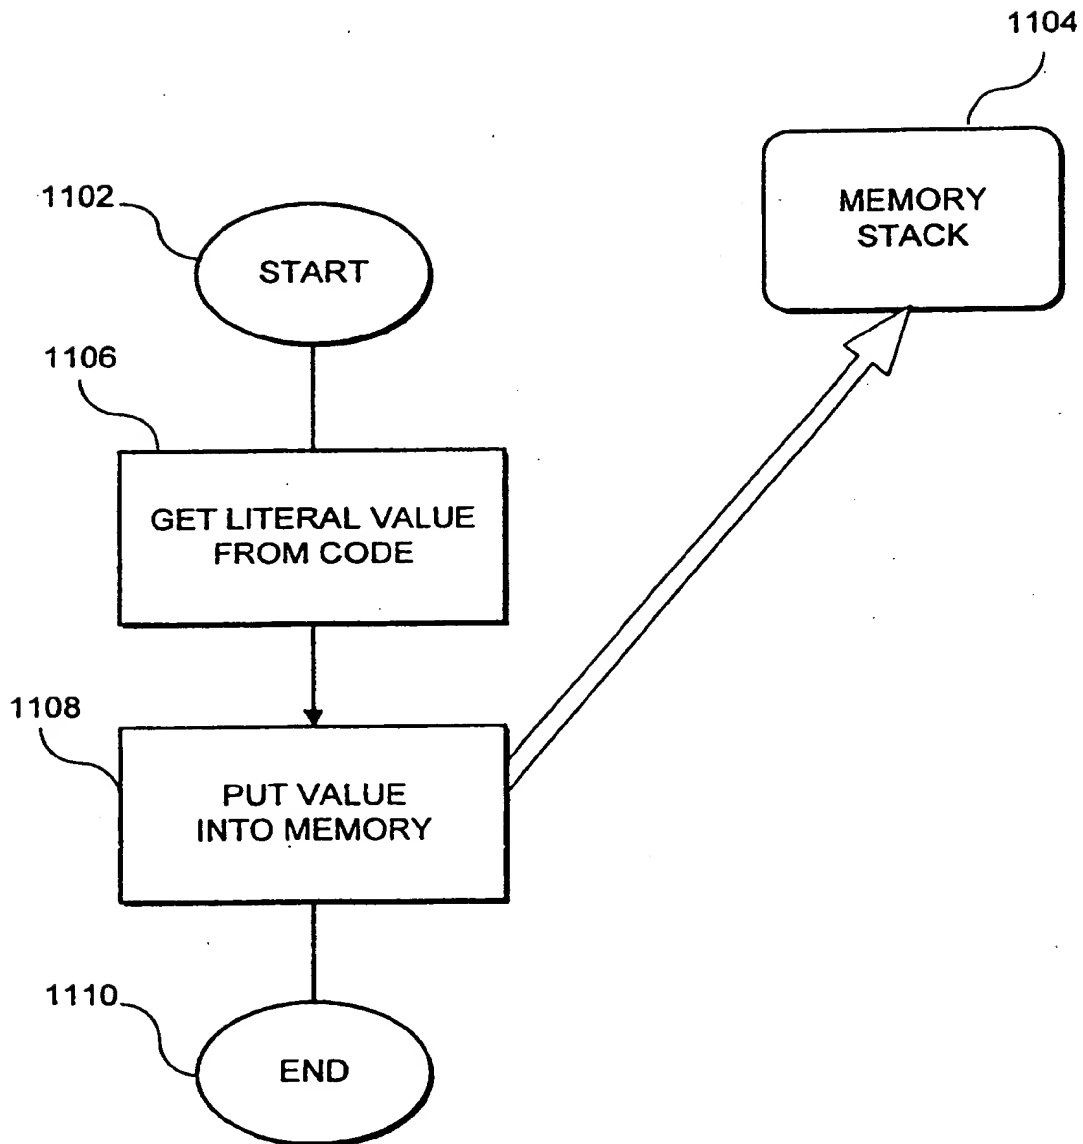 1104
MEMORY
STACK
1102
START
1106
GET LITERAL VALUE
FROM CODE
1108
PUT VALUE
INTO MEMORY
1110
END